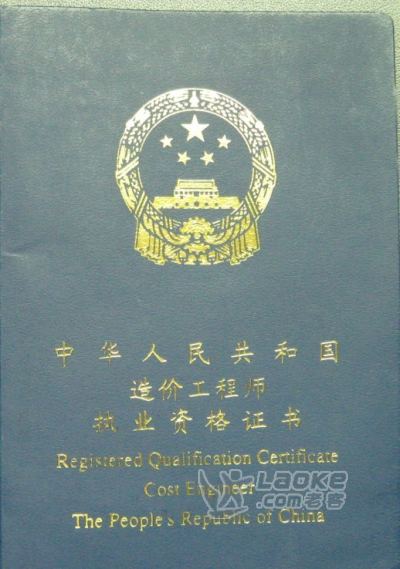 中华人民共和国
造价工程师
执业资格证书
Registered Qualification Certificate
Cost Engineer
The People's Republic of China
Laoke
.com老客